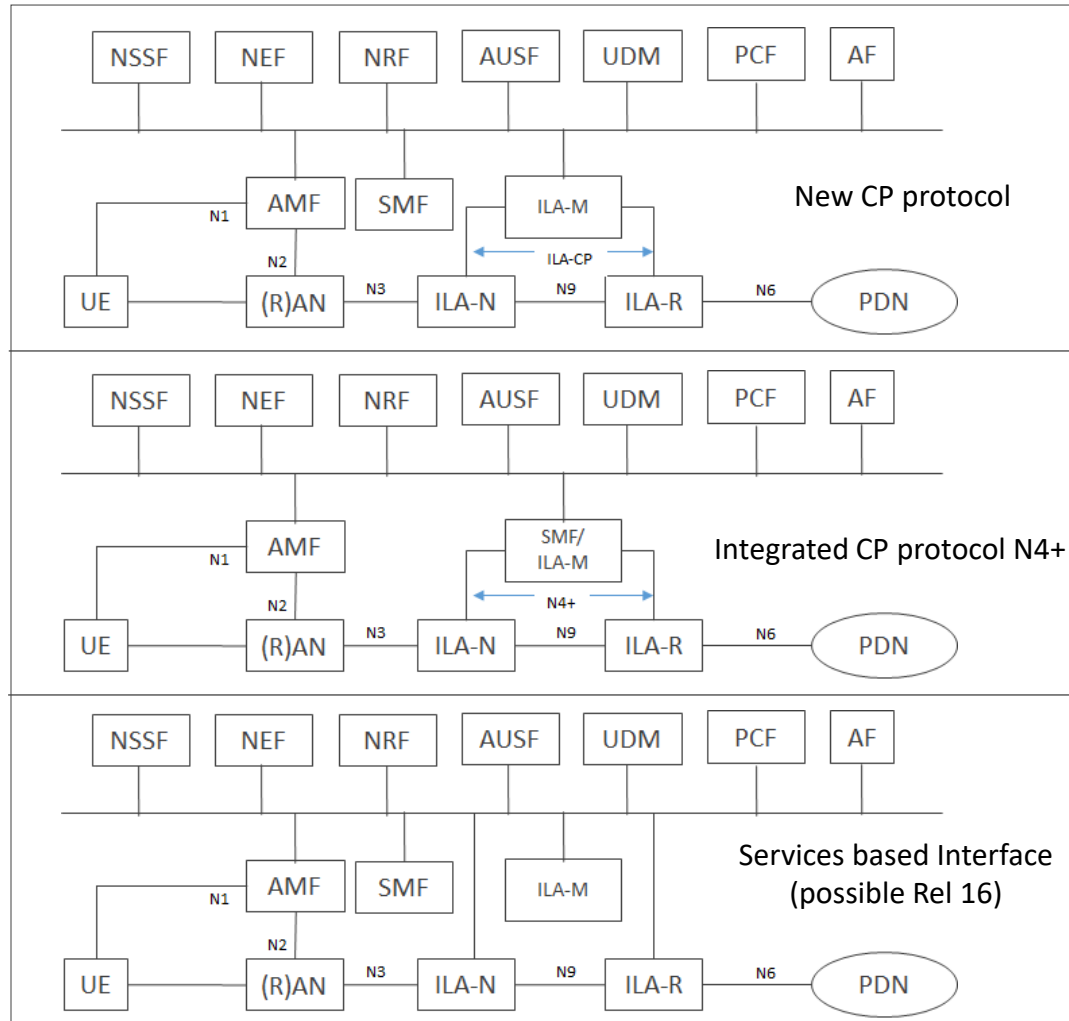 NSSF NEF NRF AUSF UDM PCF AF
AMF SMF ILA-M New CP protocol
N1
N2 ILA-CP
UE (R)AN N3 ILA-N N9 ILA-R N6 PDN
NSSF NEF NRF AUSF UDM PCF AF
AMF SMF/
ILA-M Integrated CP protocol N4+
N1
N2 N4+
UE (R)AN N3 ILA-N N9 ILA-R N6 PDN
NSSF NEF NRF AUSF UDM PCF AF
Services based Interface
(possible Rel 16)
AMF SMF ILA-M
N1
N2
UE (R)AN N3 ILA-N N9 ILA-R N6 PDN